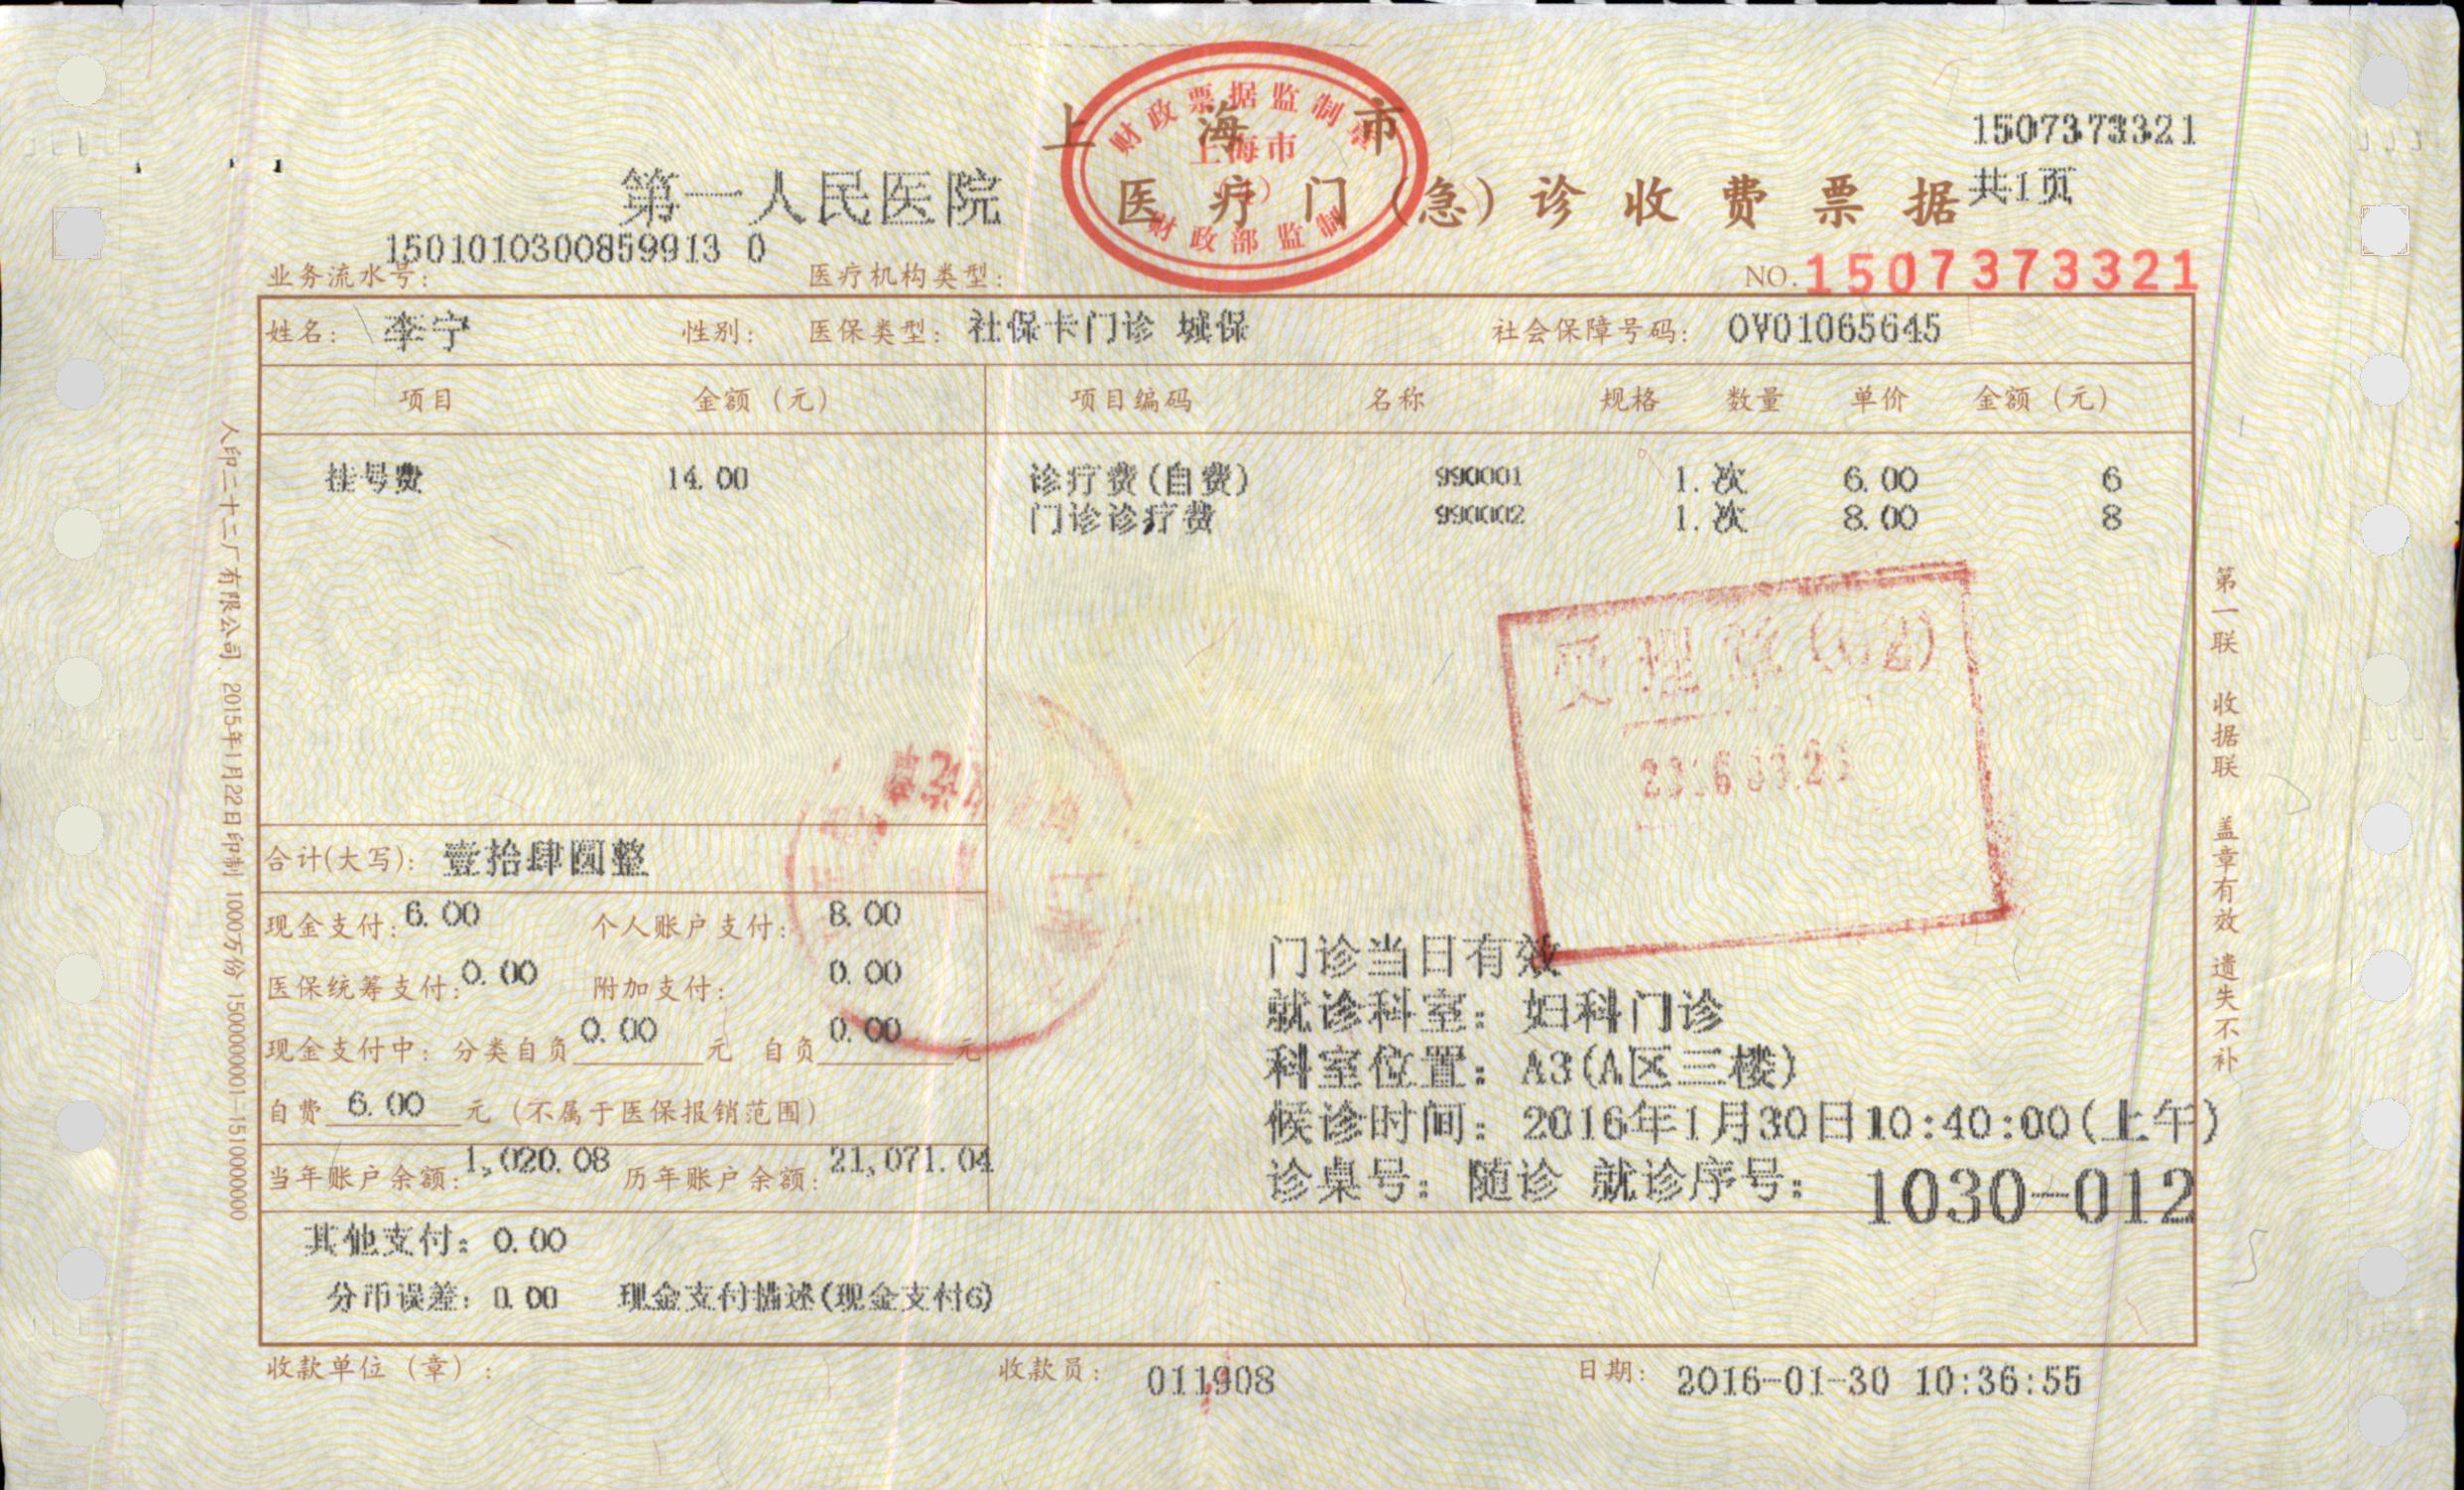 财政票据监制章
上海市
财政部监制
上海市
1507373321
第一人民医院 医疗门(急)诊收费票据 共1页
业务流水号: 1501010300859913 0 医疗机构类型: NO.1507373321
姓名: 李宁 性别: 医保类型: 社保卡门诊 城保 社会保障号码: OV01065645
项目 金额(元) 项目编码 名称 规格 数量 单价 金额(元)
挂号费 14.00 诊疗费(自费) 990001 1.次 6.00 6
门诊诊疗费 990002 1.次 8.00 8
受理章
合计(大写): 壹拾肆圆整
现金支付: 6.00 个人账户支付: 8.00
医保统筹支付: 0.00 附加支付: 0.00
现金支付中: 分类自负 0.00 元 自负 0.00 元
自费 6.00 元 (不属于医保报销范围)
当年账户余额: 1,020.08 历年账户余额: 21,071.04
门诊当日有效
就诊科室: 妇科门诊
科室位置: A3(A区三楼)
候诊时间: 2016年1月30日10:40:00(上午)
诊桌号: 随诊 就诊序号: 1030-012
其他支付: 0.00
分币误差: 0.00 现金支付描述(现金支付6)
收款单位(章): 收款员: 011908 日期: 2016-01-30 10:36:55
人印二十二厂有限公司 2015年1月22日印制 1000万份 1500000001—1510000000
第一联 收据联 盖章有效 遗失不补